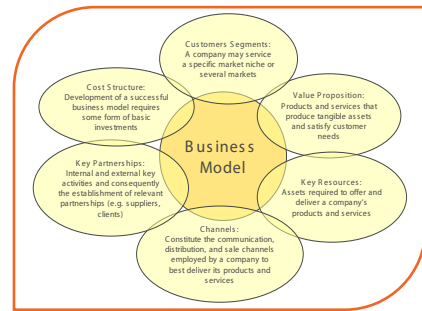 Customers Segments:
A company may service
a specific market niche or
several markets
Cost Structure:
Development of a successful
business model requires
some form of basic
investments
Value Proposition:
Products and services that
produce tangible assets
and satisfy customer
needs
Business
Model
Key Partnerships:
Internal and external key
activities and consequently
the establishment of relevant
partnerships (e.g. suppliers,
clients)
Key Resources:
Assets required to offer and
deliver a company's
products and services
Channels:
Constitute the communication,
distribution, and sale channels
employed by a company to
best deliver its products and
services